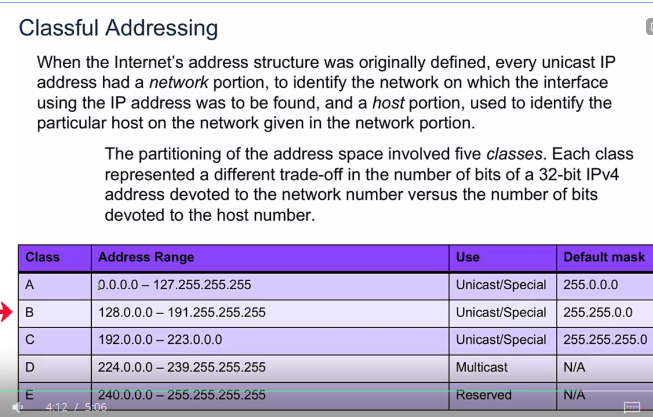 Classful Addressing
When the Internet's address structure was originally defined, every unicast IP
address had a network portion, to identify the network on which the interface
using the IP address was to be found, and a host portion, used to identify the
particular host on the network given in the network portion.
The partitioning of the address space involved five classes. Each class
represented a different trade-off in the number of bits of a 32-bit IPv4
address devoted to the network number versus the number of bits
devoted to the host number.
Class Address Range Use Default mask
A 0.0.0.0 – 127.255.255.255 Unicast/Special 255.0.0.0
B 128.0.0.0 – 191.255.255.255 Unicast/Special 255.255.0.0
C 192.0.0.0 – 223.0.0.0 Unicast/Special 255.255.255.0
D 224.0.0.0 – 239.255.255.255 Multicast N/A
E 240.0.0.0 – 255.255.255.255 Reserved N/A
4:12 / 5:06